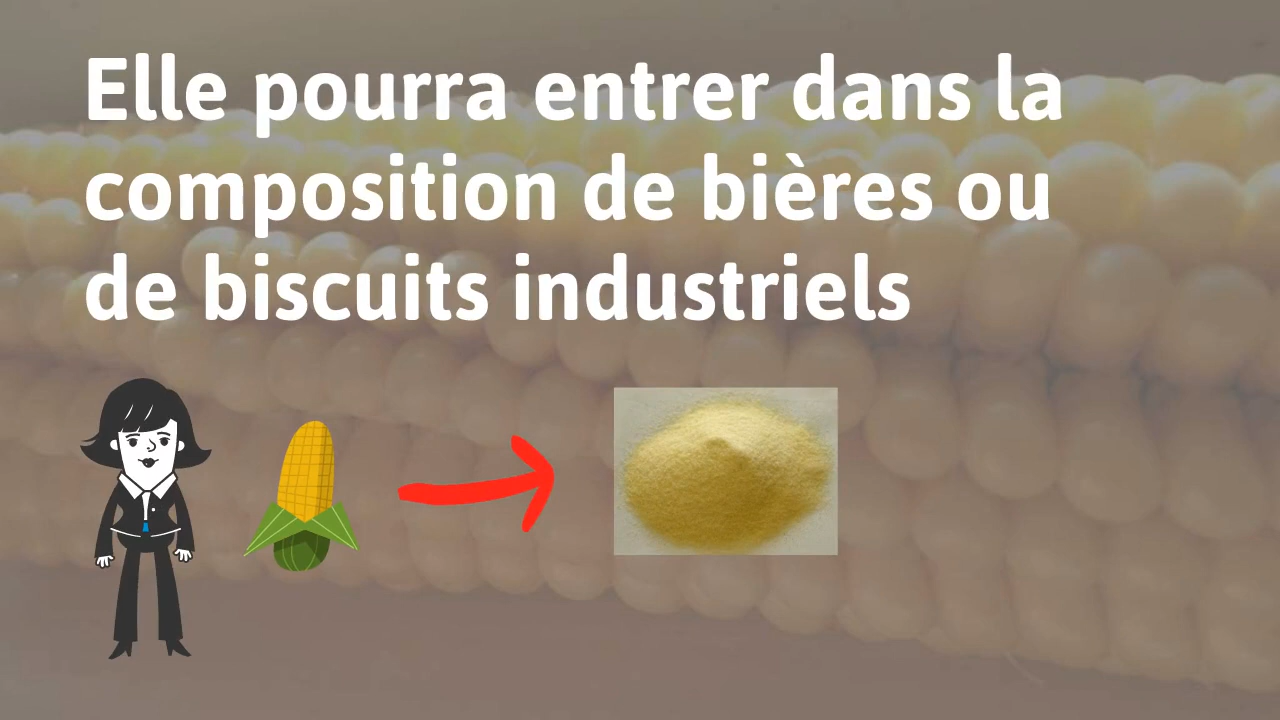 Elle pourra entrer dans la
composition de bières ou
de biscuits industriels